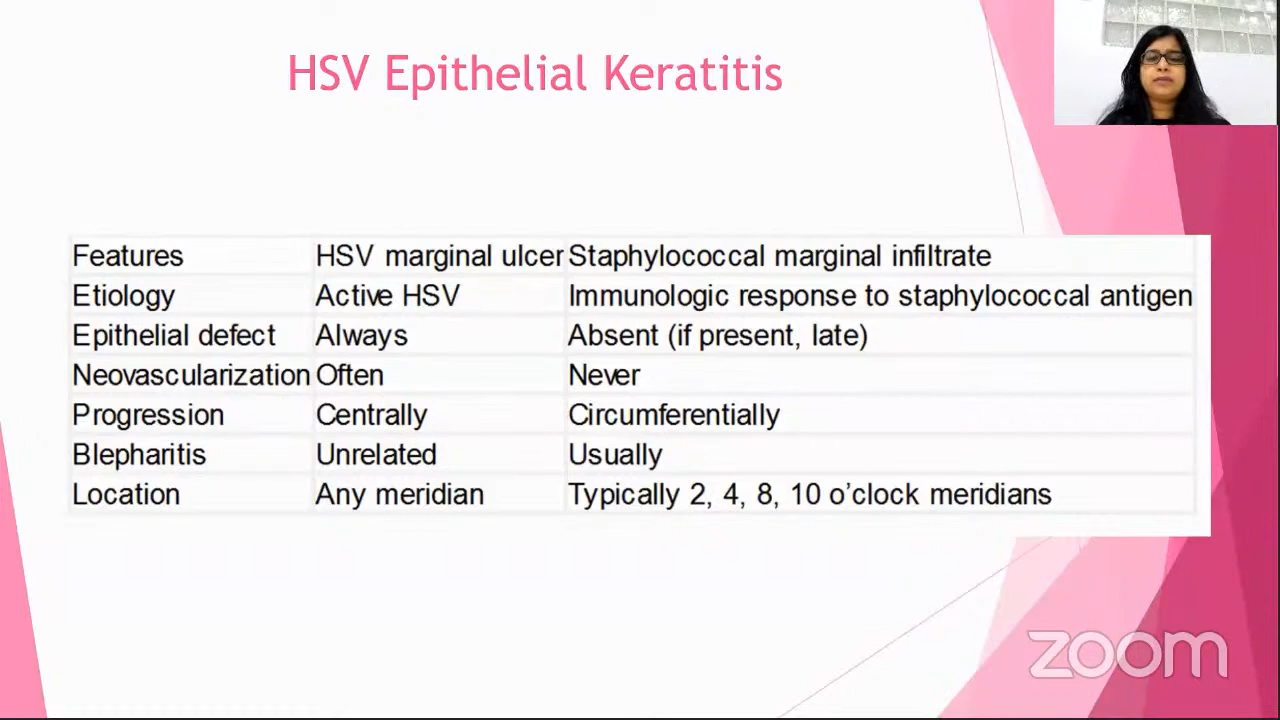 HSV Epithelial Keratitis
Features HSV marginal ulcer Staphylococcal marginal infiltrate
Etiology Active HSV Immunologic response to staphylococcal antigen
Epithelial defect Always Absent (if present, late)
Neovascularization Often Never
Progression Centrally Circumferentially
Blepharitis Unrelated Usually
Location Any meridian Typically 2, 4, 8, 10 o’clock meridians
zoom